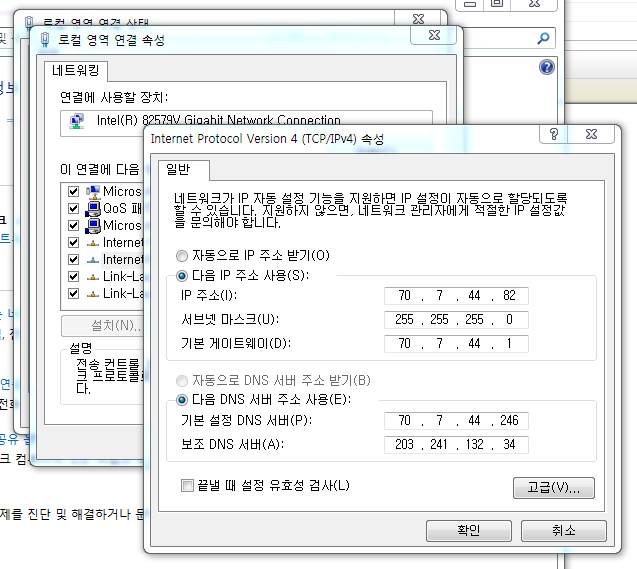 로컬 영역 연결 상태
로컬 영역 연결 속성
네트워킹
연결에 사용할 장치:
Intel(R) 82579V Gigabit Network Connection
이 연결에 다음
Micros
QoS 패
Micros
Internet
Internet
Link-La
Link-La
설치(N)..
설명
전송 컨트롤
크 프로토콜
다.
Internet Protocol Version 4 (TCP/IPv4) 속성
일반
네트워크가 IP 자동 설정 기능을 지원하면 IP 설정이 자동으로 할당되도록
할 수 있습니다. 지원하지 않으면, 네트워크 관리자에게 적절한 IP 설정값
을 문의해야 합니다.
자동으로 IP 주소 받기(O)
다음 IP 주소 사용(S):
IP 주소(I): 70 . 7 . 44 . 82
서브넷 마스크(U): 255 . 255 . 255 . 0
기본 게이트웨이(D): 70 . 7 . 44 . 1
자동으로 DNS 서버 주소 받기(B)
다음 DNS 서버 주소 사용(E):
기본 설정 DNS 서버(P): 70 . 7 . 44 . 246
보조 DNS 서버(A): 203 . 241 . 132 . 34
끝낼 때 설정 유효성 검사(L)
고급(V)...
확인
취소
공유
크 컴
제를 진단 및 해결하거나 문